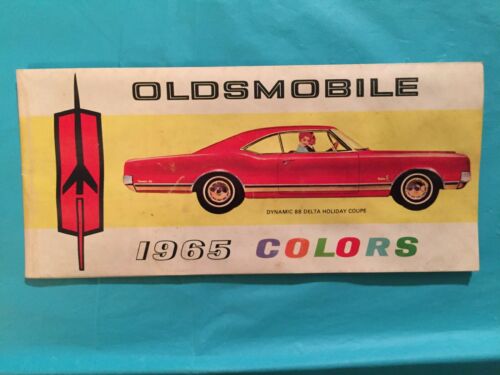 OLDSMOBILE
DYNAMIC 88 DELTA HOLIDAY COUPE
1965 COLORS